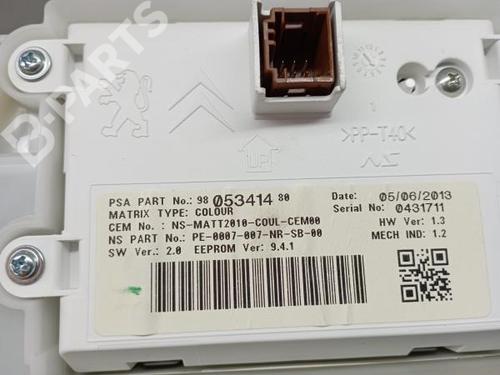 B-PARTS
1
>PP-T40<
UP
PSA PART No.: 98 053414 80
MATRIX TYPE: COLOUR
CEM No.: NS-MATT2010-COUL-CEM00
NS PART No.: PE-0007-007-NR-SB-00
SW Ver.: 2.0 EEPROM Ver.: 9.4.1
Date: 05/06/2013
Serial No: 0431711
HW Ver.: 1.3
MECH IND: 1.2